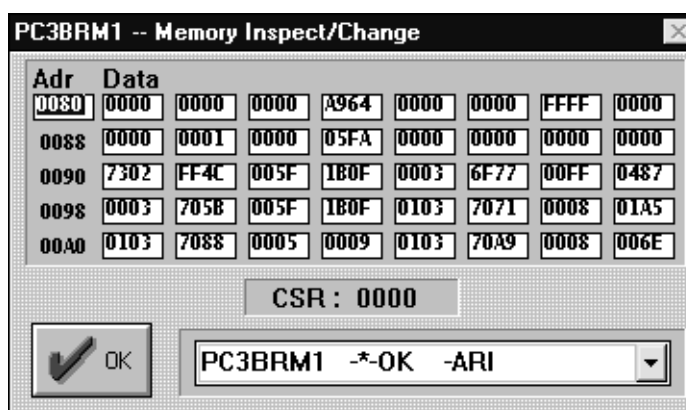 PC3BRM1 -- Memory Inspect/Change
Adr Data
0080 0000 0000 0000 A964 0000 0000 FFFF 0000
0088 0000 0001 0000 05FA 0000 0000 0000 0000
0090 7302 FF4C 005F 1B0F 0003 6F77 00FF 0487
0098 0003 705B 005F 1B0F 0103 7071 0008 01A5
00A0 0103 7088 0005 0009 0103 70A9 0008 006E
CSR : 0000
OK
PC3BRM1 -*-OK -ARI